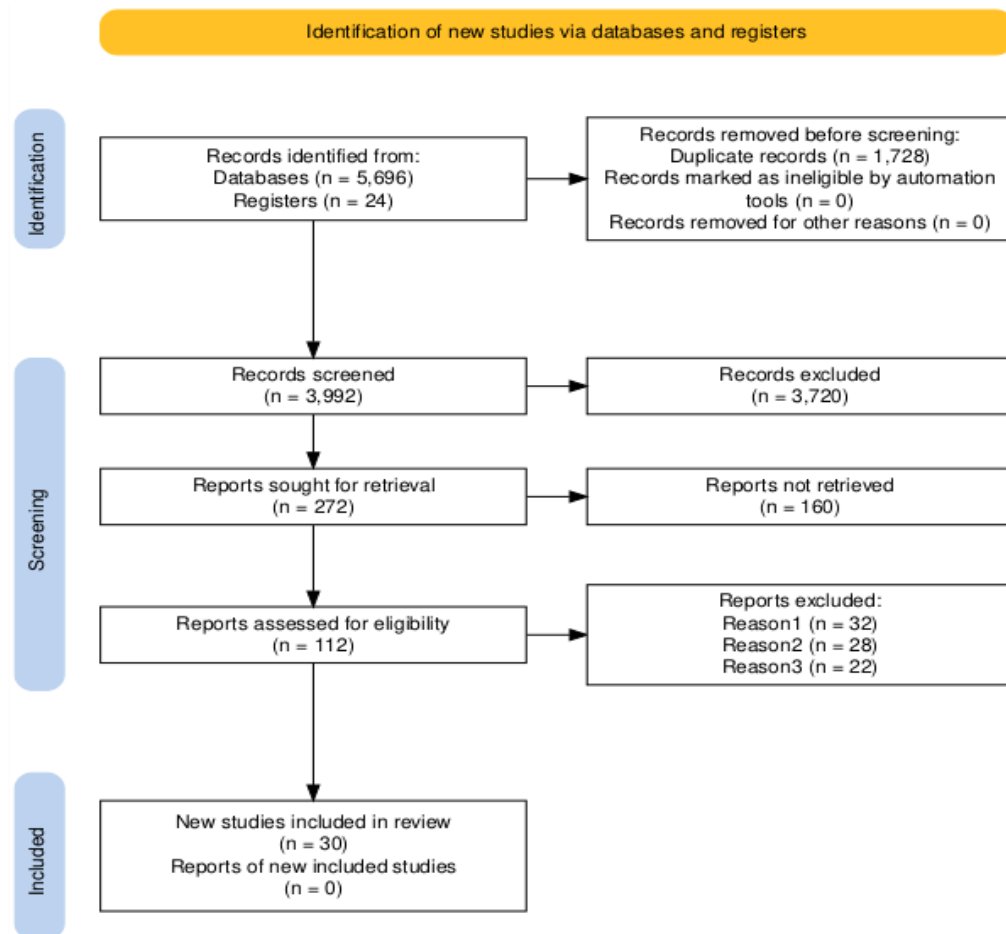 Identification of new studies via databases and registers
Identification
Records identified from:
Databases (n = 5,696)
Registers (n = 24)
Records removed before screening:
Duplicate records (n = 1,728)
Records marked as ineligible by automation
tools (n = 0)
Records removed for other reasons (n = 0)
Screening
Records screened
(n = 3,992)
Records excluded
(n = 3,720)
Reports sought for retrieval
(n = 272)
Reports not retrieved
(n = 160)
Reports assessed for eligibility
(n = 112)
Reports excluded:
Reason1 (n = 32)
Reason2 (n = 28)
Reason3 (n = 22)
Included
New studies included in review
(n = 30)
Reports of new included studies
(n = 0)